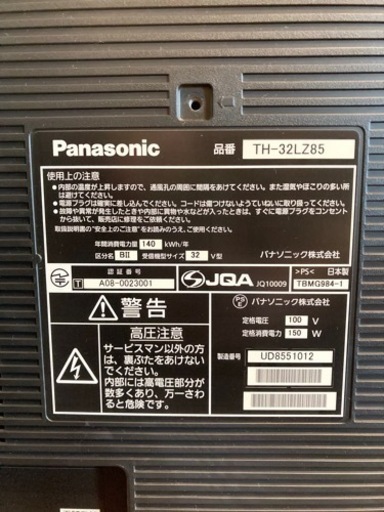 Panasonic
品番 TH-32LZ85
使用上の注意
●内部の温度が上昇しますので、通風孔の周囲に間隔をあけてください。また湿気やほこりの多い所
は避けてください。
●電源プラグは確実に差し込んでください。コードは傷つけないようていねいに取り扱ってください。
●故障や異常が発生したときや内部に異物や水などが入ったときは、すぐに電源プラグをコンセント
から抜いて、販売店に修理をご依頼ください。
取扱説明書の"安全上のご注意"をお読みのうえ、ご使用ください。
年間消費電力量 140 kWh/年
区分名 BII 受信機型サイズ 32 V型
パナソニック株式会社
認証番号
A08-0023001
JQA JQ10009
>PS< 日本製
TBMG984-1
警告
高圧注意
サービスマン以外の方
は、裏ぶたをあけない
でください。
内部には高電圧部分が
数多くあり、万一さわ
ると危険です。
PSE パナソニック株式会社
定格電圧 100 V
定格消費電力 150 W
製造番号 UD8551012